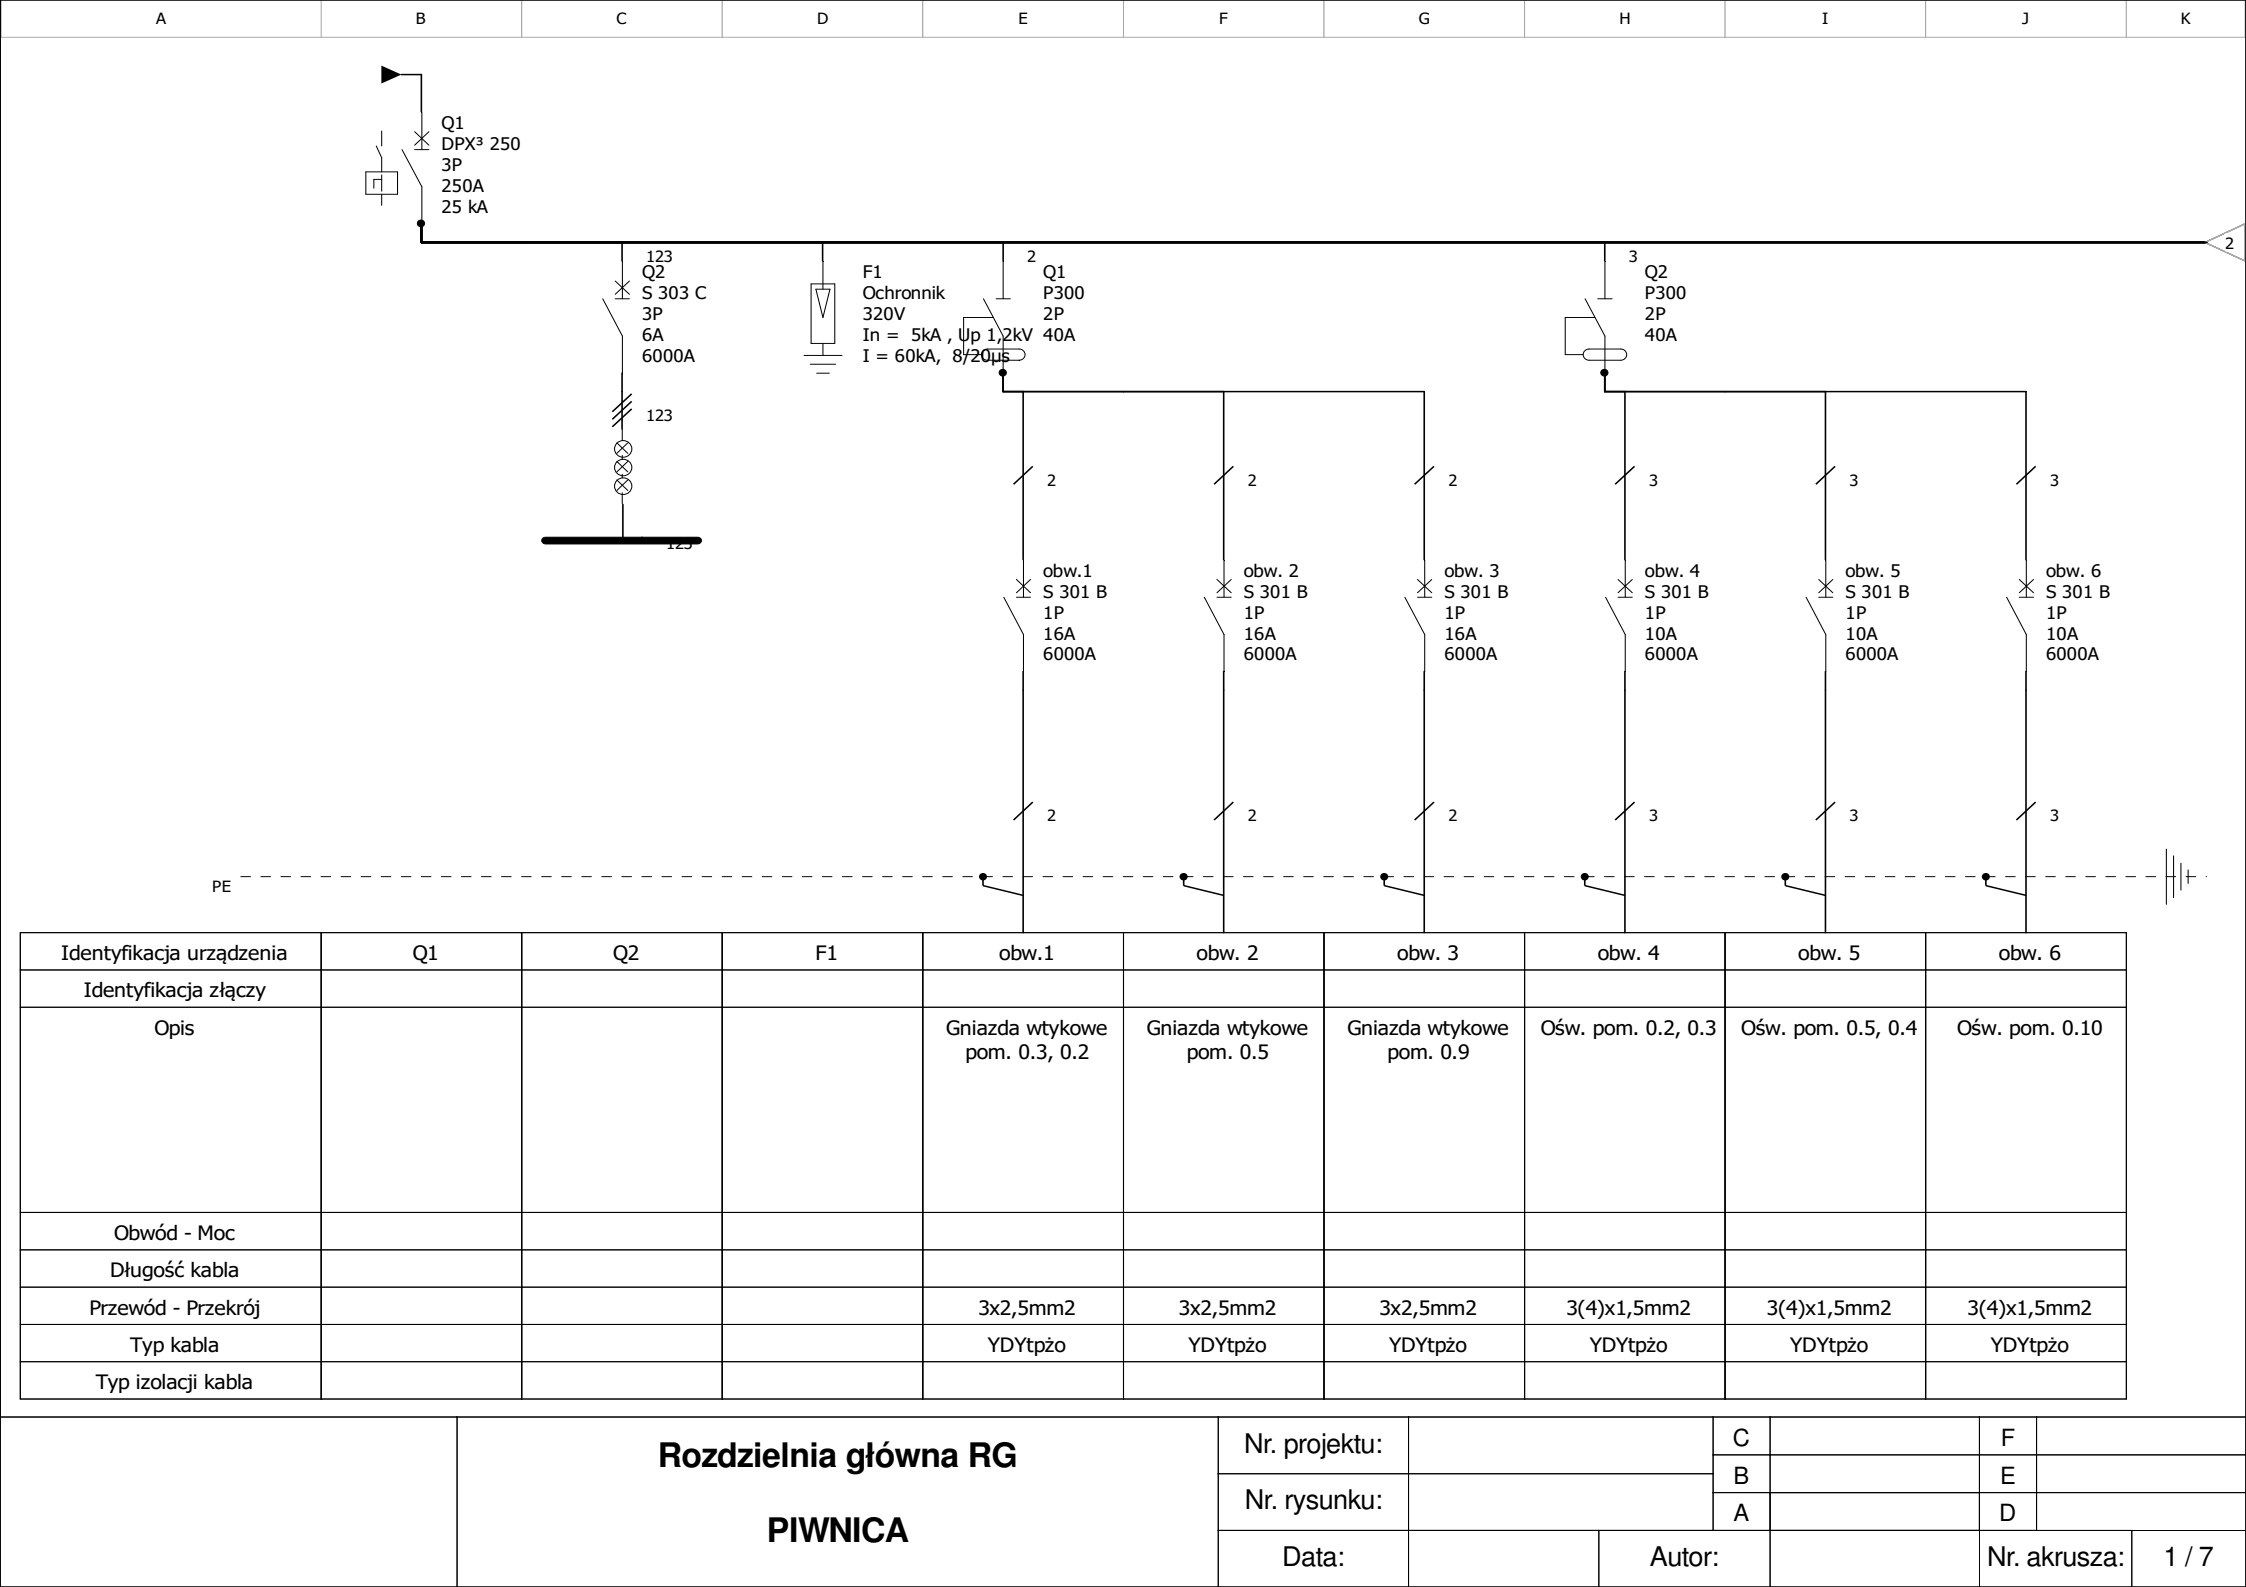 A B C D E F G H I J K
Q1
DPX³ 250
3P
250A
25 kA
2
123
Q2
S 303 C
3P
6A
6000A
123
123
F1
Ochronnik
320V
In = 5kA , Up 1,2kV
I = 60kA, 8/20µs
2
Q1
P300
2P
40A
3
Q2
P300
2P
40A
2 2 2 3 3 3
obw.1
S 301 B
1P
16A
6000A
obw. 2
S 301 B
1P
16A
6000A
obw. 3
S 301 B
1P
16A
6000A
obw. 4
S 301 B
1P
10A
6000A
obw. 5
S 301 B
1P
10A
6000A
obw. 6
S 301 B
1P
10A
6000A
2 2 2 3 3 3
PE
Identyfikacja urządzenia Q1 Q2 F1 obw.1 obw. 2 obw. 3 obw. 4 obw. 5 obw. 6
Identyfikacja złączy
Opis Gniazda wtykowe Gniazda wtykowe Gniazda wtykowe Ośw. pom. 0.2, 0.3 Ośw. pom. 0.5, 0.4 Ośw. pom. 0.10
pom. 0.3, 0.2 pom. 0.5 pom. 0.9
Obwód - Moc
Długość kabla
Przewód - Przekrój 3x2,5mm2 3x2,5mm2 3x2,5mm2 3(4)x1,5mm2 3(4)x1,5mm2 3(4)x1,5mm2
Typ kabla YDYtpżo YDYtpżo YDYtpżo YDYtpżo YDYtpżo YDYtpżo
Typ izolacji kabla
Rozdzielnia główna RG
PIWNICA
Nr. projektu:
Nr. rysunku:
C F
B E
A D
Data: Autor: Nr. akrusza: 1 / 7